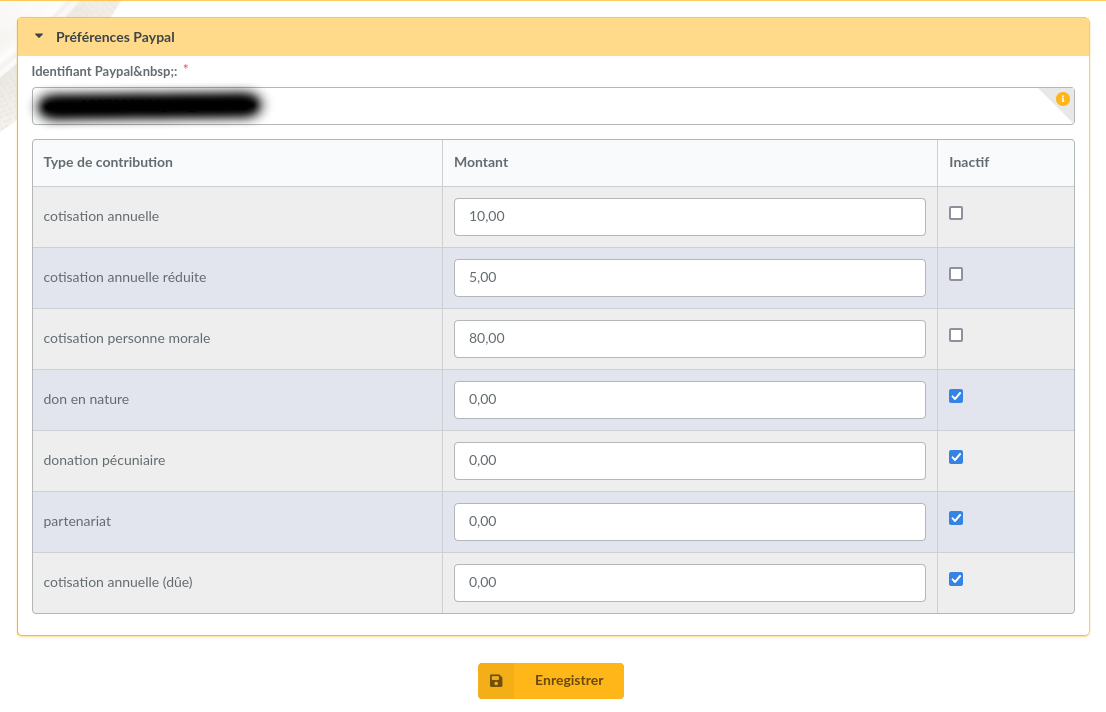 Préférences Paypal
Identifiant Paypal&nbsp;: *
Type de contribution Montant Inactif
cotisation annuelle 10,00
cotisation annuelle réduite 5,00
cotisation personne morale 80,00
don en nature 0,00
donation pécuniaire 0,00
partenariat 0,00
cotisation annuelle (dûe) 0,00
Enregistrer